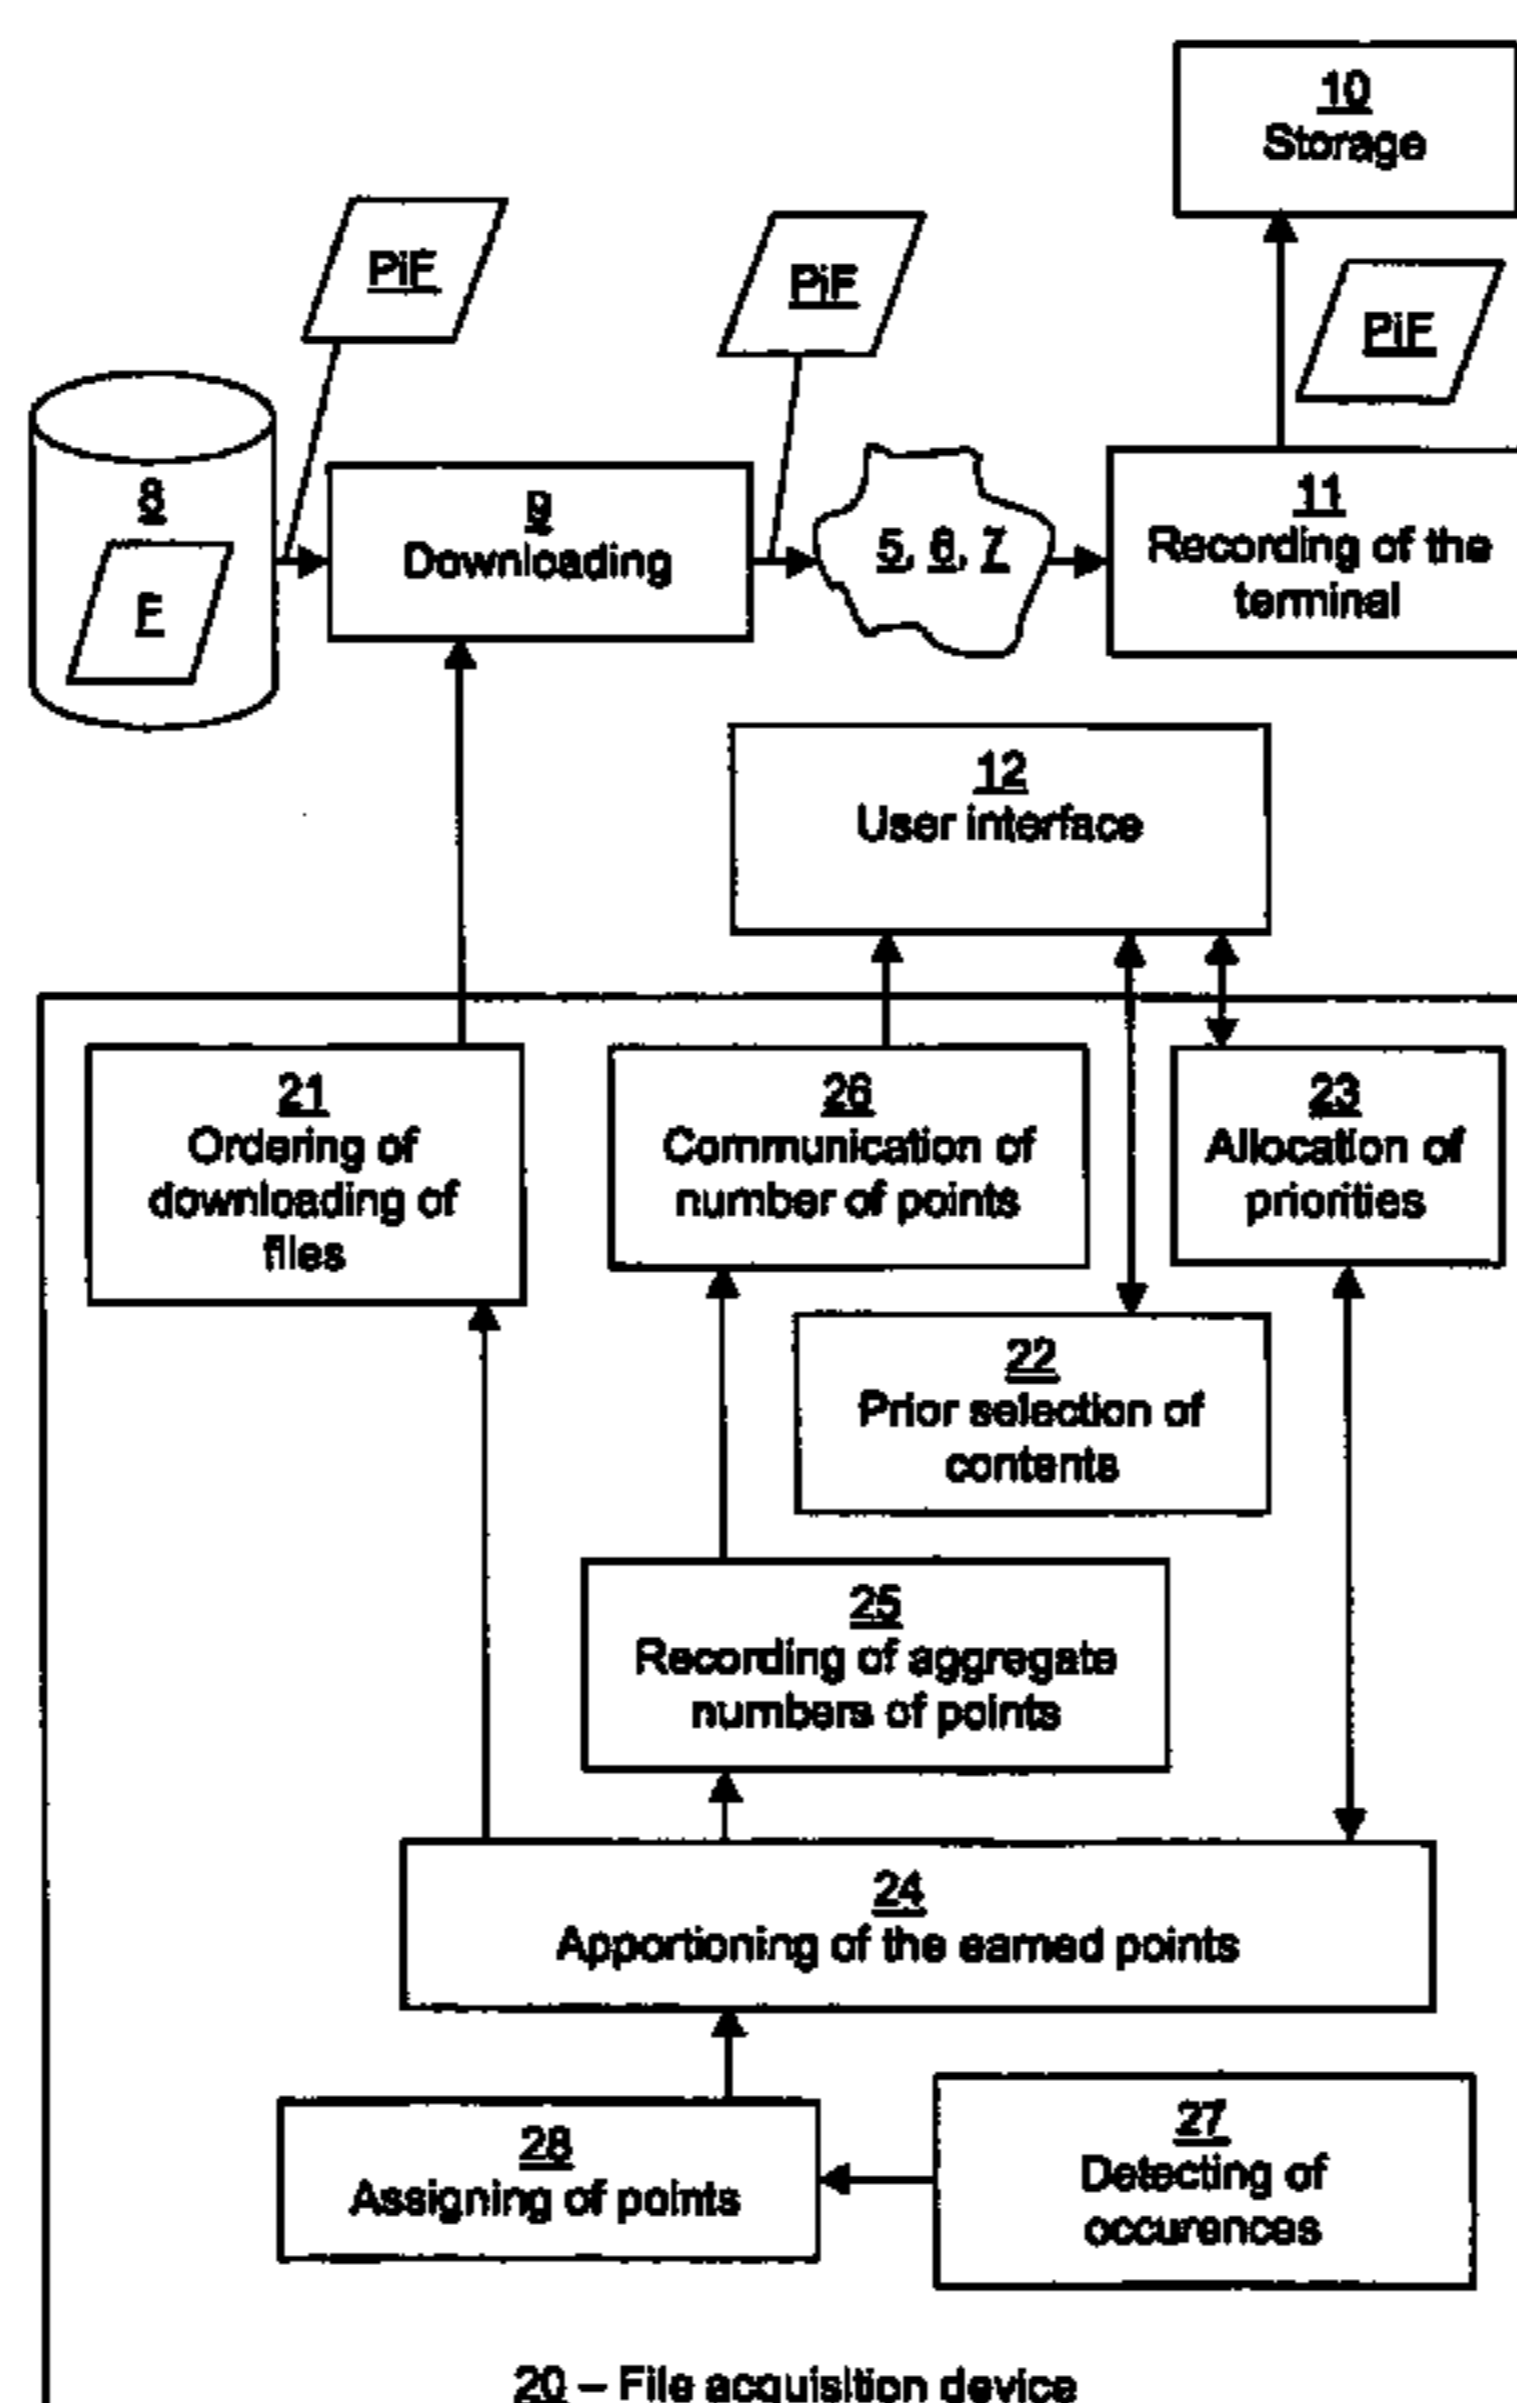 10
Storage
PiF
PiF
PiF
8
F
9
Downloading
5, 6, 7
11
Recording of the
terminal
12
User interface
21
Ordering of
downloading of
files
26
Communication of
number of points
23
Allocation of
priorities
22
Prior selection of
contents
25
Recording of aggregate
numbers of points
24
Apportioning of the earned points
28
Assigning of points
27
Detecting of
occurences
20 – File acquisition device